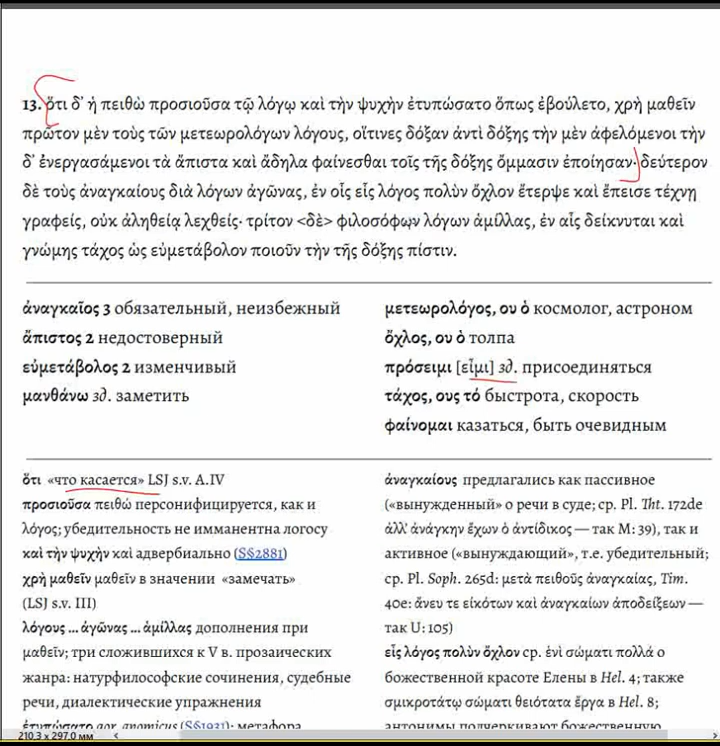 13. ὅτι δ’ ἡ πειθὼ προσιοῦσα τῷ λόγῳ καὶ τὴν ψυχὴν ἐτυπώσατο ὅπως ἐβούλετο, χρὴ μαθεῖν
πρῶτον μὲν τοὺς τῶν μετεωρολόγων λόγους, οἵτινες δόξαν ἀντὶ δόξης τὴν μὲν ἀφελόμενοι τὴν
δ’ ἐνεργασάμενοι τὰ ἄπιστα καὶ ἄδηλα φαίνεσθαι τοῖς τῆς δόξης ὄμμασιν ἐποίησαν· δεύτερον
δὲ τοὺς ἀναγκαίους διὰ λόγων ἀγῶνας, ἐν οἷς εἷς λόγος πολὺν ὄχλον ἔτερψε καὶ ἔπεισε τέχνῃ
γραφείς, οὐκ ἀληθείᾳ λεχθείς· τρίτον <δὲ> φιλοσόφων λόγων ἁμίλλας, ἐν αἷς δείκνυται καὶ
γνώμης τάχος ὡς εὐμετάβολον ποιοῦν τὴν τῆς δόξης πίστιν.
ἀναγκαῖος 3 обязательный, неизбежный
ἄπιστος 2 недостоверный
εὐμετάβολος 2 изменчивый
μανθάνω зд. заметить
μετεωρολόγος, ου ὁ космолог, астроном
ὄχλος, ου ὁ толпа
πρόσειμι [εἶμι] зд. присоединяться
τάχος, ους τό быстрота, скорость
φαίνομαι казаться, быть очевидным
ὅτι «что касается» LSJ s.v. A.IV
προσιοῦσα πειθώ персонифицируется, как и
λόγος; убедительность не имманентна логосу
καὶ τὴν ψυχὴν καί адвербиально (S§2881)
χρὴ μαθεῖν μαθεῖν в значении «замечать»
(LSJ s.v. III)
λόγους ... ἀγῶνας ... ἁμίλλας дополнения при
μαθεῖν; три сложившихся к V в. прозаических
жанра: натурфилософские сочинения, судебные
речи, диалектические упражнения
ἐτυπώσατο aor. gnomicus (S§1931); метафора
ἀναγκαίους предлагались как пассивное
(«вынужденный» о речи в суде; ср. Pl. Tht. 172de
ἀλλ’ ἀνάγκην ἔχων ὁ ἀντίδικος — так M: 39), так и
активное («вынуждающий», т.е. убедительный;
ср. Pl. Soph. 265d: μετὰ πειθοῦς ἀναγκαίας, Tim.
40e: ἄνευ τε εἰκότων καὶ ἀναγκαίων ἀποδείξεων —
так U: 105)
εἷς λόγος πολὺν ὄχλον ср. ἑνὶ σώματι πολλά о
божественной красоте Елены в Hel. 4; также
σμικροτάτῳ σώματι θειότατα ἔργα в Hel. 8;
антонимы подчеркивают божественную
210.3 x 297.0 мм